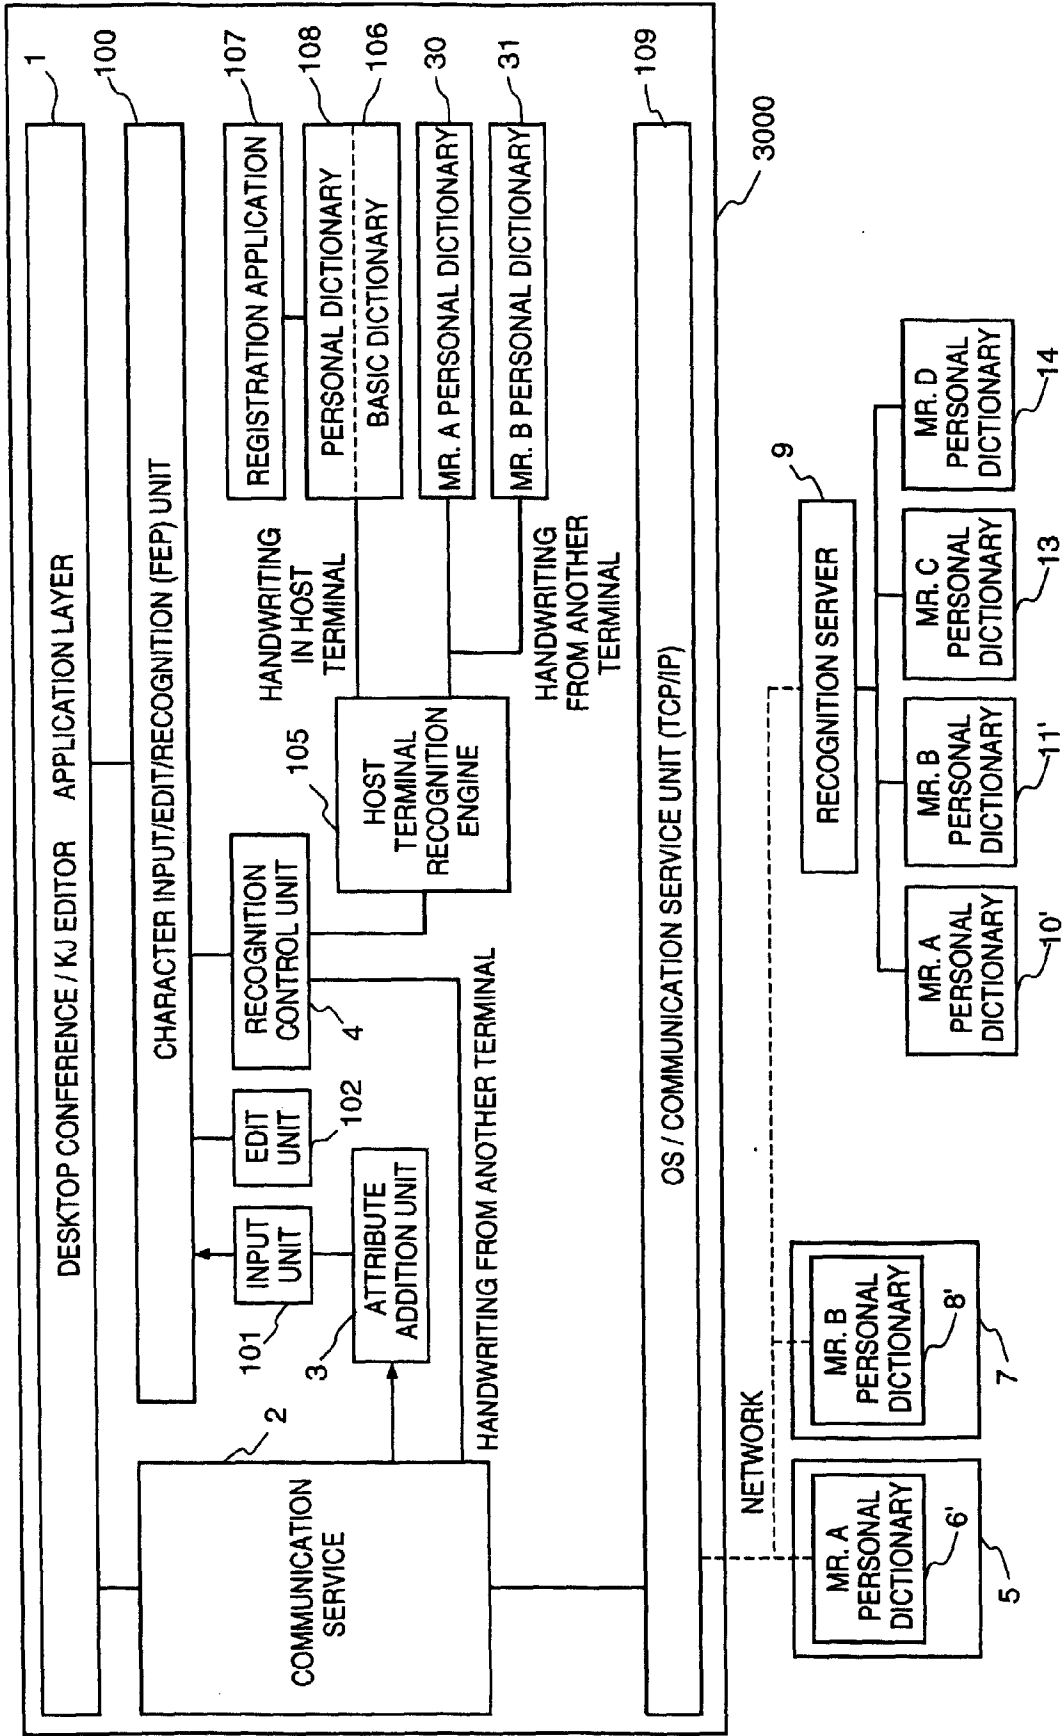 1
DESKTOP CONFERENCE / KJ EDITOR    APPLICATION LAYER
100
CHARACTER INPUT/EDIT/RECOGNITION (FEP) UNIT
2
COMMUNICATION
SERVICE
101
INPUT
UNIT
102
EDIT
UNIT
3
ATTRIBUTE
ADDITION UNIT
4
RECOGNITION
CONTROL UNIT
HANDWRITING FROM ANOTHER TERMINAL
105
HOST
TERMINAL
RECOGNITION
ENGINE
HANDWRITING
IN HOST
TERMINAL
HANDWRITING
FROM ANOTHER
TERMINAL
107
REGISTRATION APPLICATION
108
PERSONAL DICTIONARY
106
BASIC DICTIONARY
30
MR. A PERSONAL DICTIONARY
31
MR. B PERSONAL DICTIONARY
109
OS / COMMUNICATION SERVICE UNIT (TCP/IP)
3000
NETWORK
MR. A
PERSONAL
DICTIONARY
6'
5
MR. B
PERSONAL
DICTIONARY
8'
7
9
RECOGNITION SERVER
MR. A
PERSONAL
DICTIONARY
10'
MR. B
PERSONAL
DICTIONARY
11'
MR. C
PERSONAL
DICTIONARY
13
MR. D
PERSONAL
DICTIONARY
14